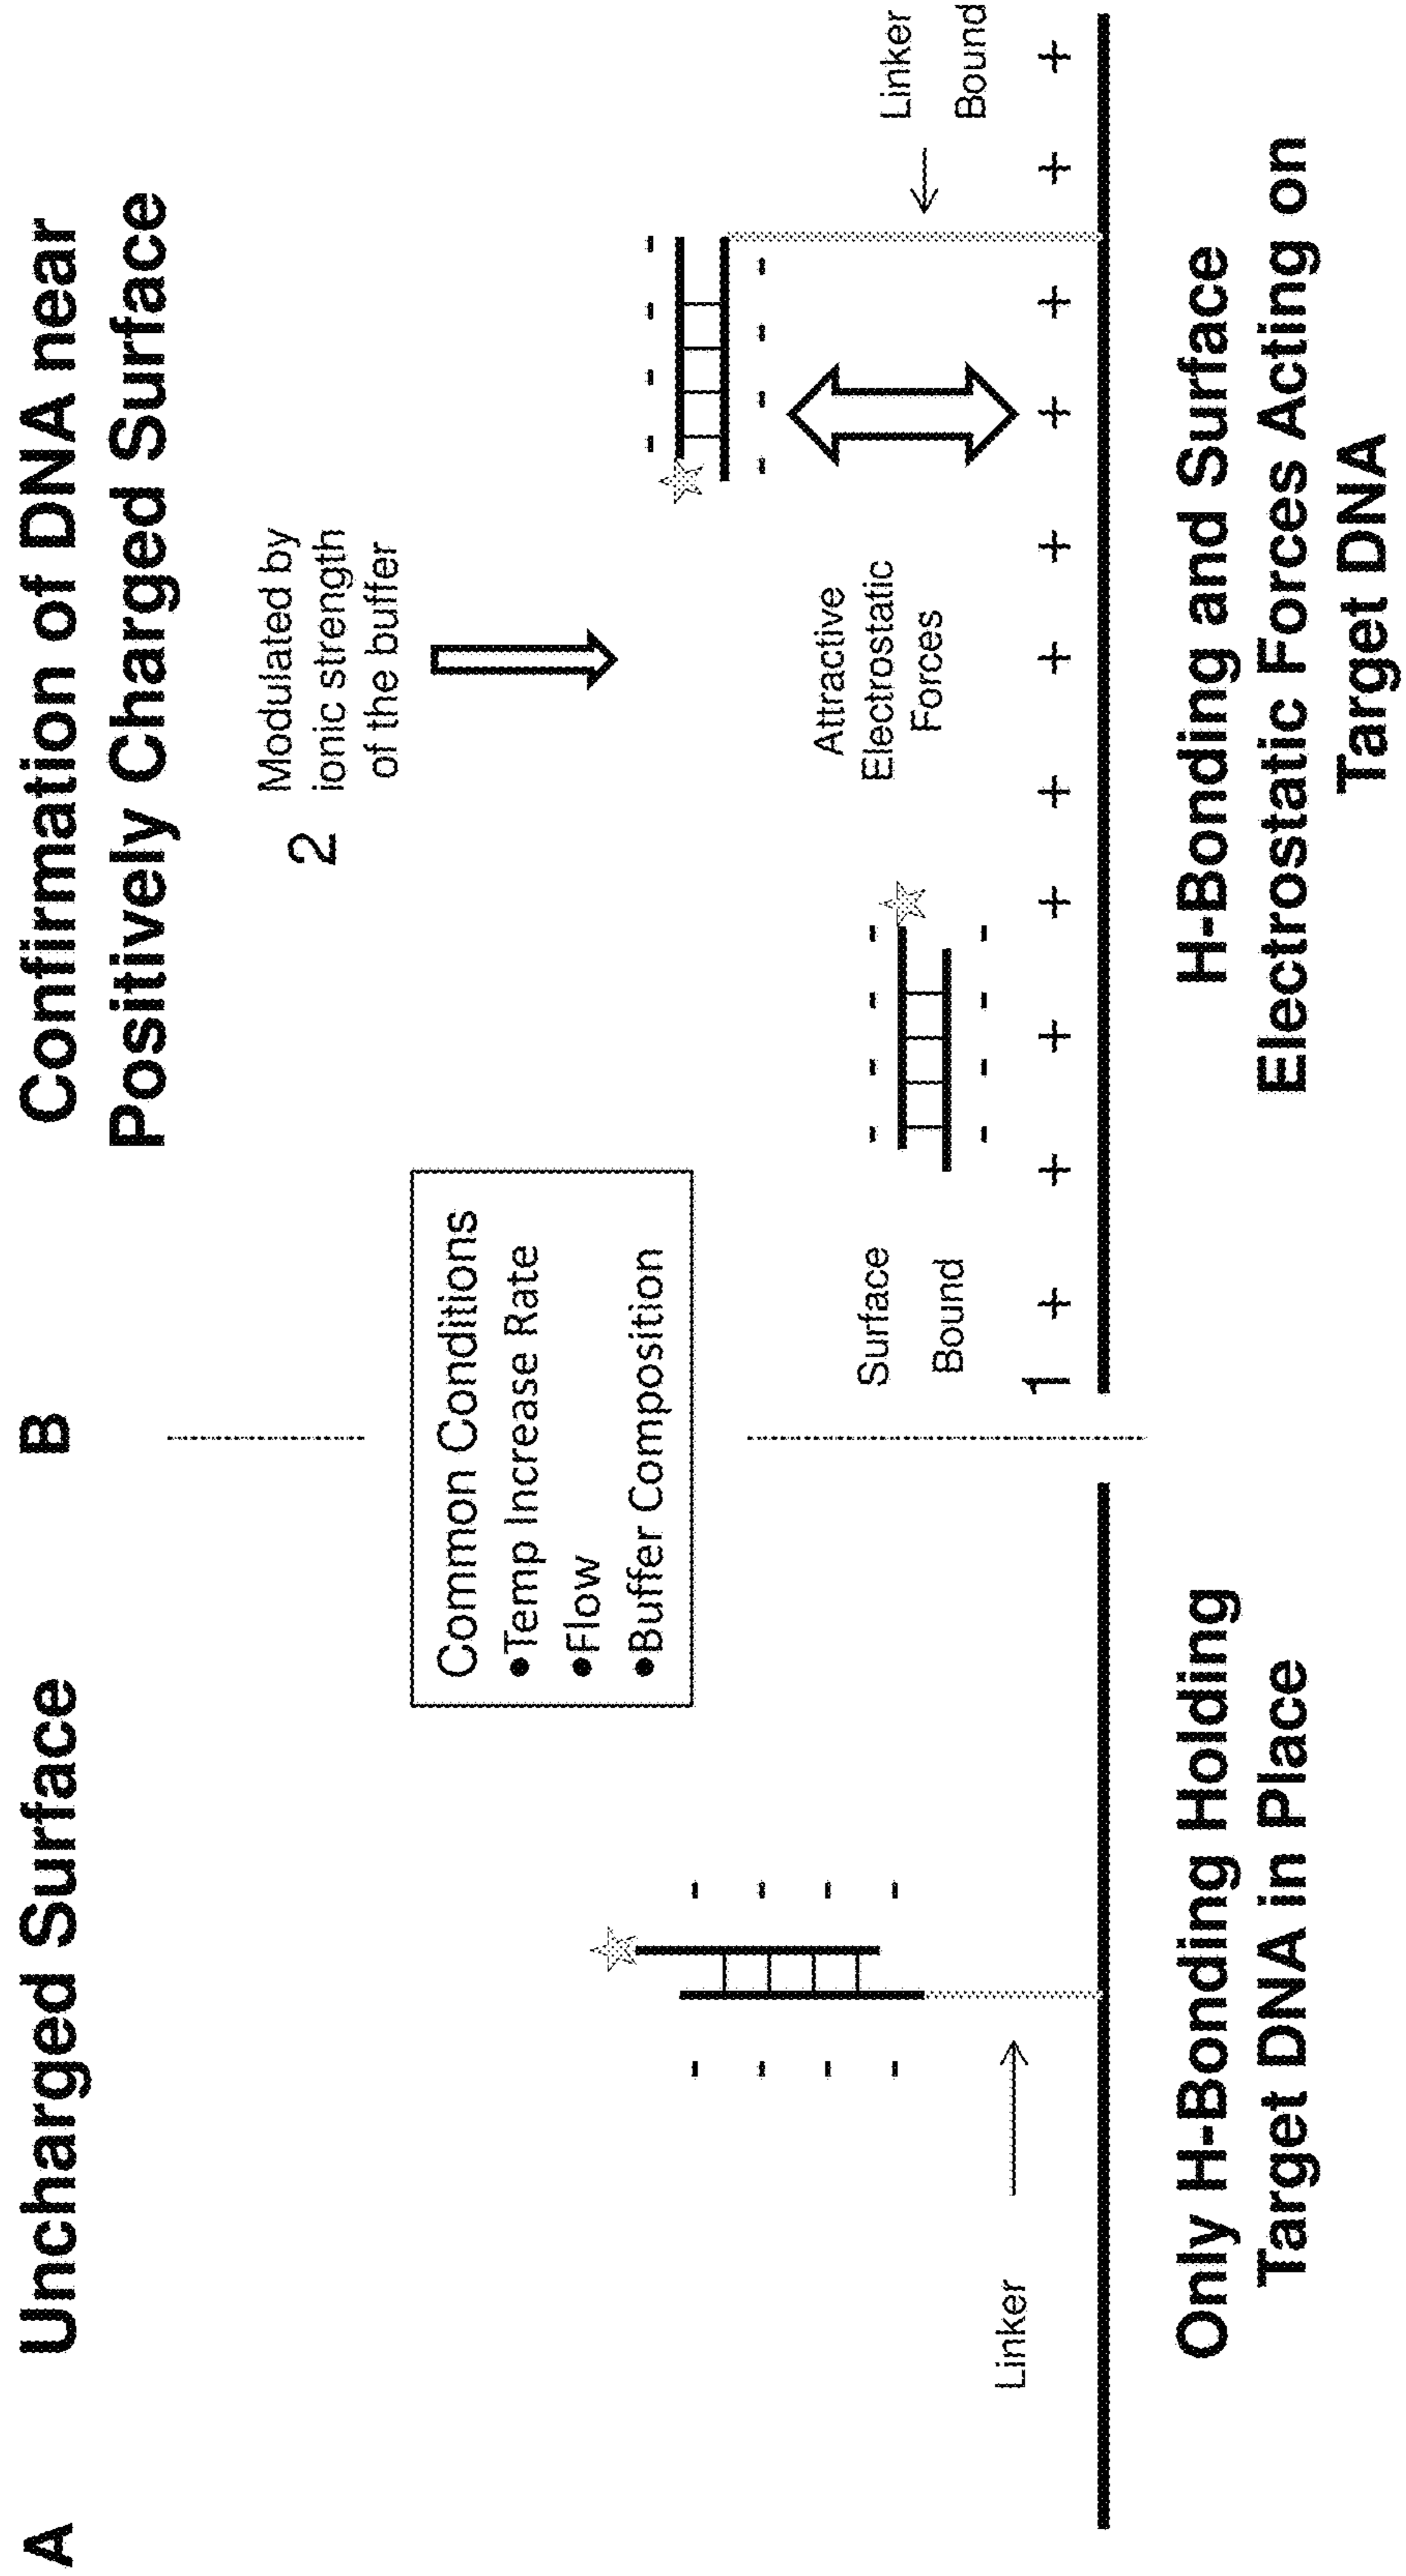 A
Uncharged Surface
Linker
Only H-Bonding Holding
Target DNA in Place
Common Conditions
•Temp Increase Rate
•Flow
•Buffer Composition
B
Confirmation of DNA near
Positively Charged Surface
2
Modulated by
ionic strength
of the buffer
Surface
Bound
1
Attractive
Electrostatic
Forces
Linker
Bound
+ + + + + + + + + + + +
H-Bonding and Surface
Electrostatic Forces Acting on
Target DNA